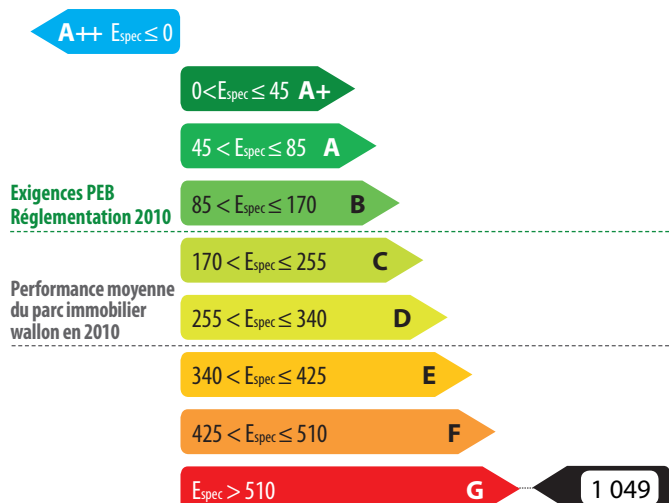 A++ Espec ≤ 0
0<Espec ≤ 45 A+
45 < Espec ≤ 85 A
Exigences PEB
Réglementation 2010
85 < Espec ≤ 170 B
170 < Espec ≤ 255 C
Performance moyenne
du parc immobilier
wallon en 2010
255 < Espec ≤ 340 D
340 < Espec ≤ 425 E
425 < Espec ≤ 510 F
Espec > 510 G 1 049